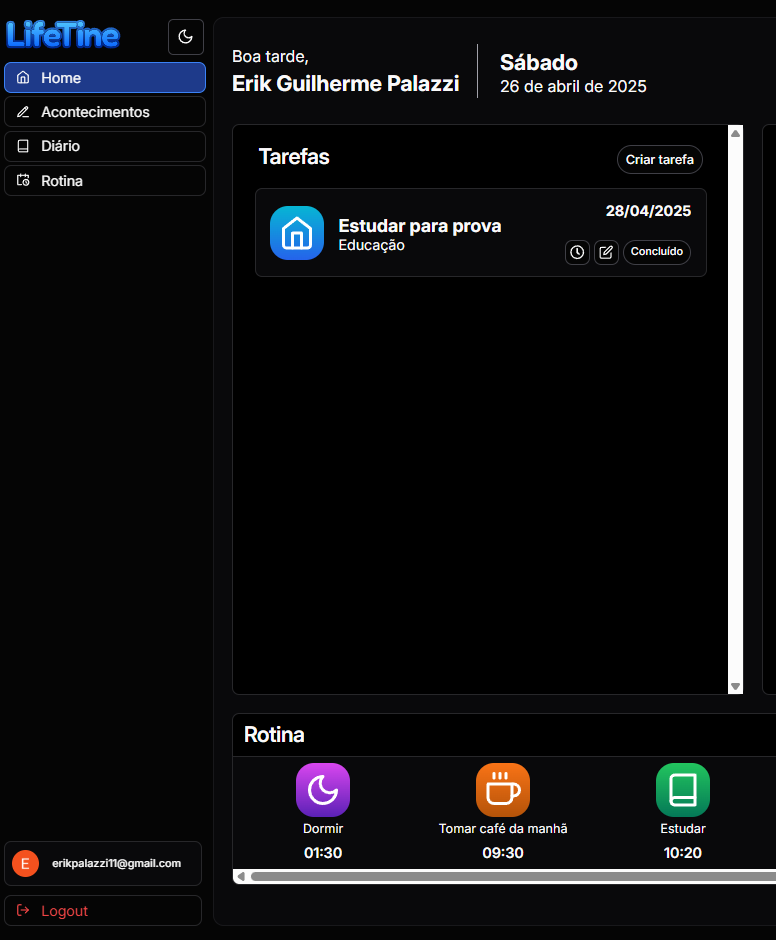 LifeTine
Home
Acontecimentos
Diário
Rotina
erikpalazzi11@gmail.com
E
Logout
Boa tarde,
Erik Guilherme Palazzi
Sábado
26 de abril de 2025
Tarefas
Criar tarefa
28/04/2025
Estudar para prova
Educação
Concluído
Rotina
Dormir
01:30
Tomar café da manhã
09:30
Estudar
10:20